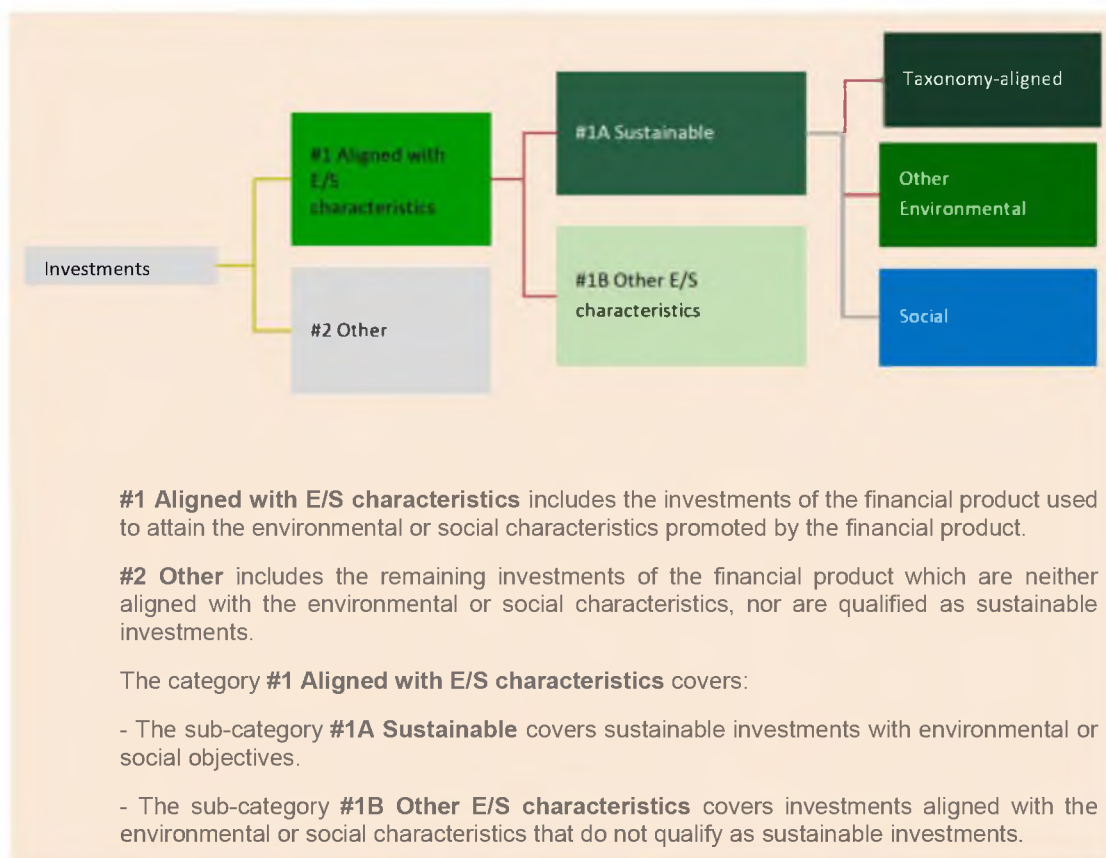 Taxonomy-aligned
#1A Sustainable
#1 Aligned with
E/S
characteristics
Other
Environmental
Investments
#1B Other E/S
characteristics
#2 Other
Social
#1 Aligned with E/S characteristics includes the investments of the financial product used
to attain the environmental or social characteristics promoted by the financial product.
#2 Other includes the remaining investments of the financial product which are neither
aligned with the environmental or social characteristics, nor are qualified as sustainable
investments.
The category #1 Aligned with E/S characteristics covers:
- The sub-category #1A Sustainable covers sustainable investments with environmental or
social objectives.
- The sub-category #1B Other E/S characteristics covers investments aligned with the
environmental or social characteristics that do not qualify as sustainable investments.